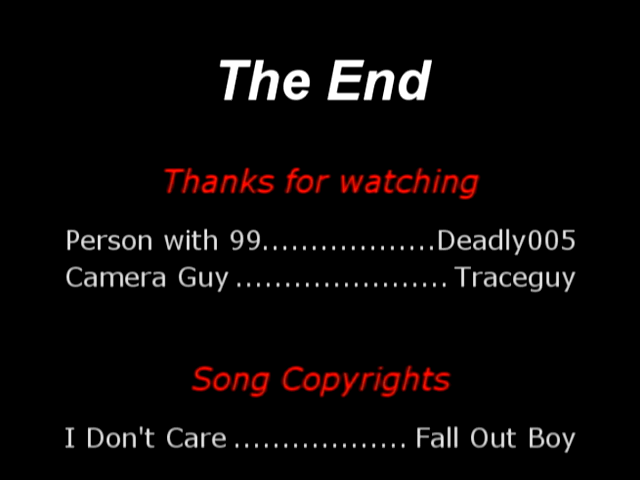 The End
Thanks for watching
Person with 99..................Deadly005
Camera Guy ...................... Traceguy
Song Copyrights
I Don't Care .................. Fall Out Boy